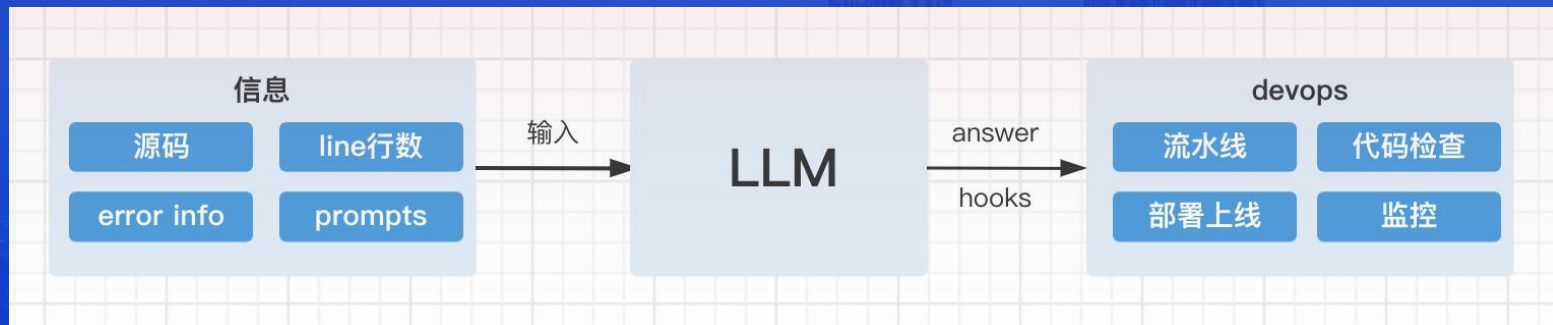 信息
源码
line行数
error info
prompts
输入
LLM
answer
hooks
devops
流水线
代码检查
部署上线
监控